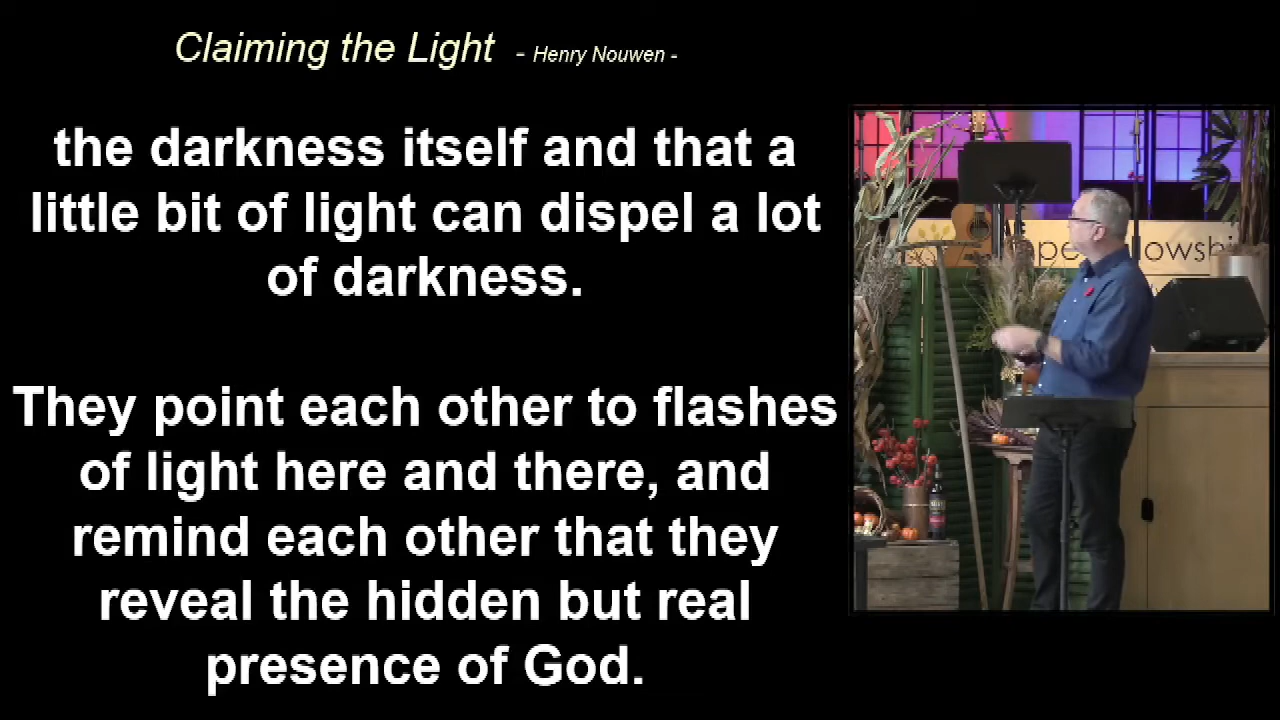 Claiming the Light - Henry Nouwen -
the darkness itself and that a
little bit of light can dispel a lot
of darkness.
They point each other to flashes
of light here and there, and
remind each other that they
reveal the hidden but real
presence of God.